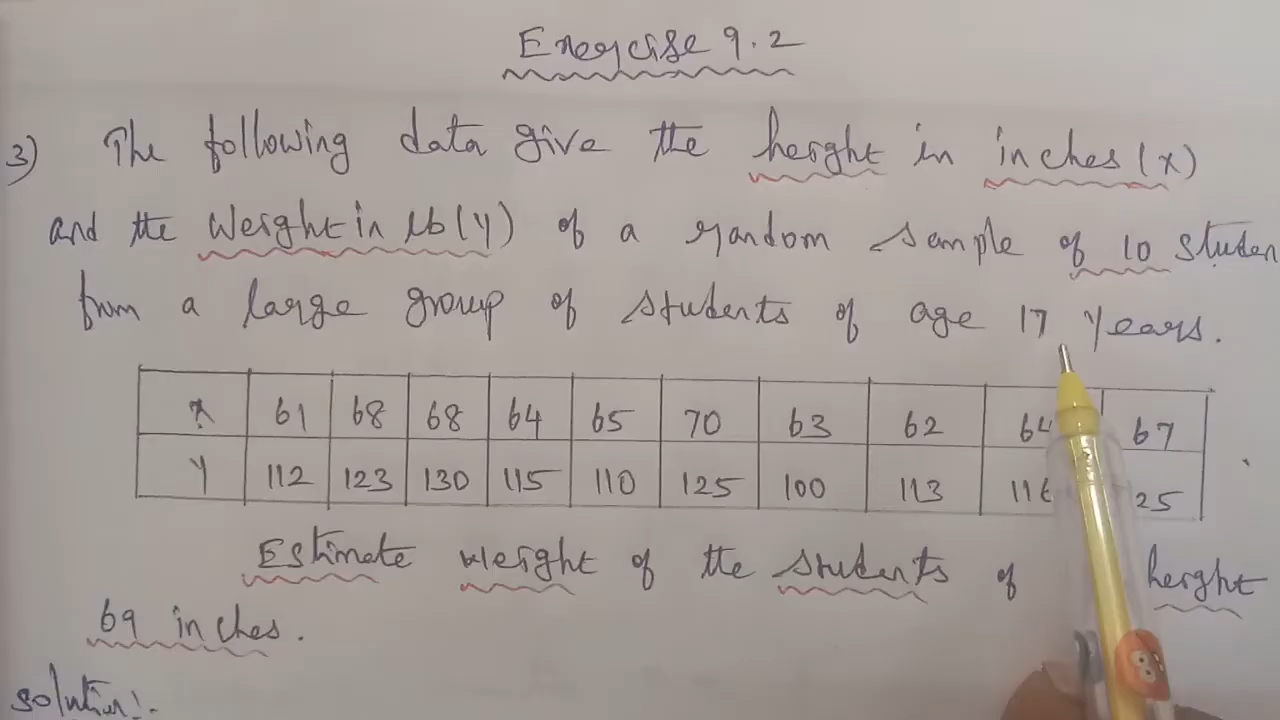 Exercise 9.2
3) The following data give the height in inches (x)
and the Weight in lb (y) of a random sample of 10 studen
from a large group of students of age 17 years.
x 61 68 68 64 65 70 63 62 64 67
y 112 123 130 115 110 125 100 113 116 25
Estimate weight of the students of height
69 inches.
Solution:-